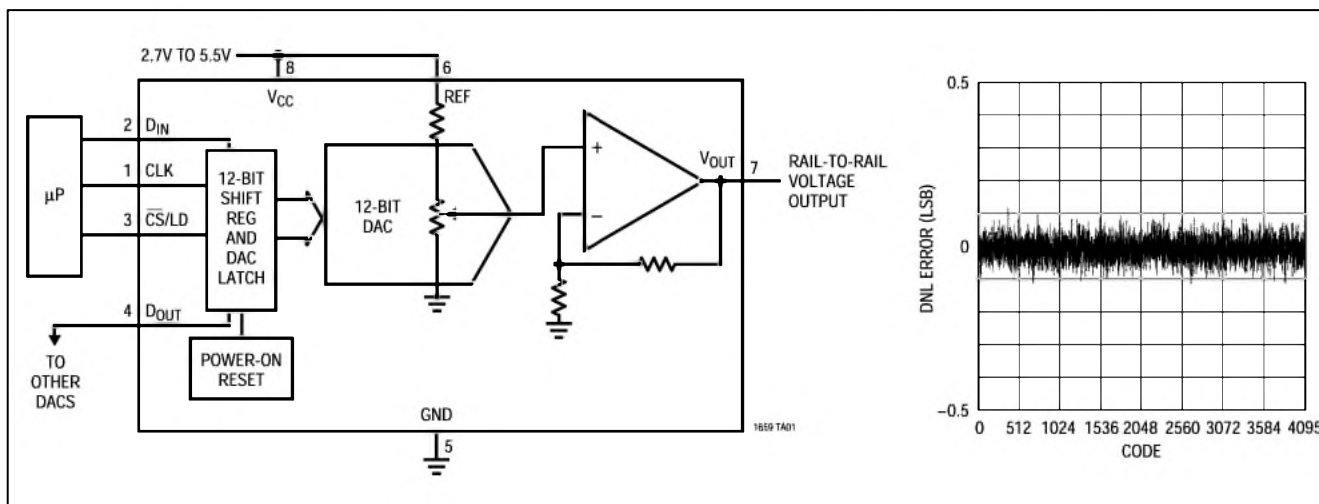 2.7V TO 5.5V
8
6
VCC
REF
µP
2
DIN
1
CLK
3
CS/LD
4
DOUT
12-BIT
SHIFT
REG
AND
DAC
LATCH
12-BIT
DAC
+
−
VOUT
7
RAIL-TO-RAIL
VOLTAGE
OUTPUT
TO
OTHER
DACS
POWER-ON
RESET
GND
5
1659 TA01
DNL ERROR (LSB)
0.5
0
−0.5
0 512 1024 1536 2048 2560 3072 3584 4095
CODE